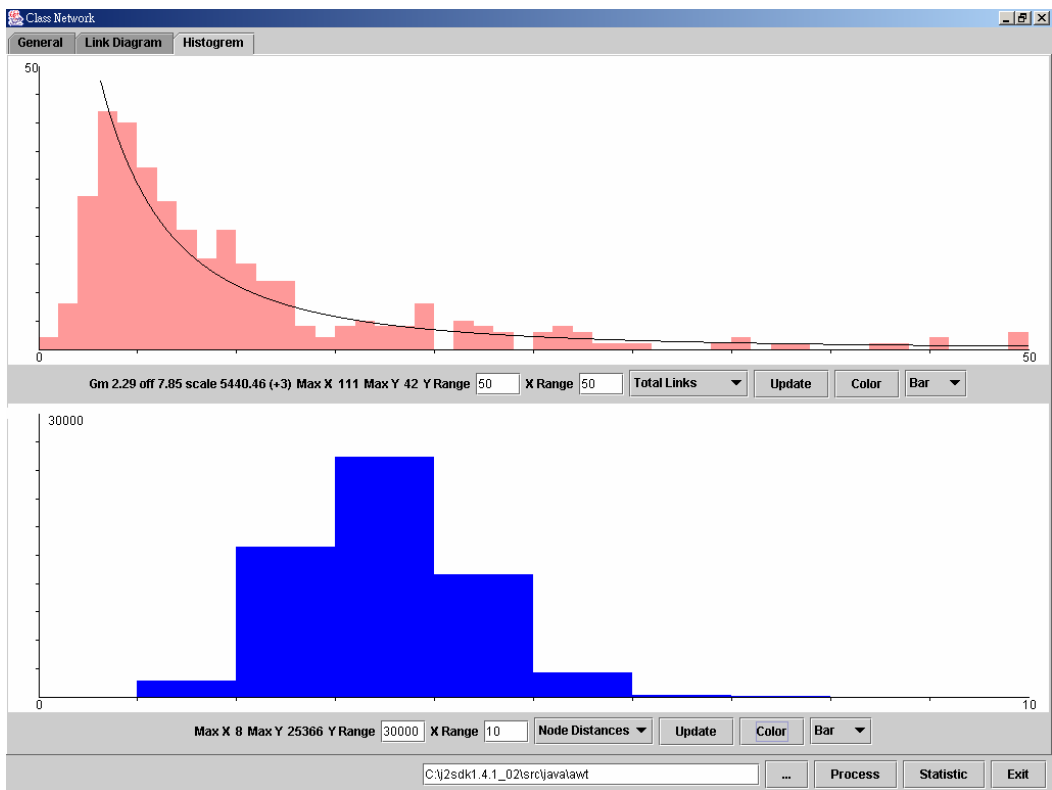 Class Network
General Link Diagram Histogrem
50
0 50
Gm 2.29 off 7.85 scale 5440.46 (+3) Max X 111 Max Y 42 Y Range 50 X Range 50 Total Links Update Color Bar
30000
0 10
Max X 8 Max Y 25366 Y Range 30000 X Range 10 Node Distances Update Color Bar
C:\j2sdk1.4.1_02\src\java\awt ... Process Statistic Exit